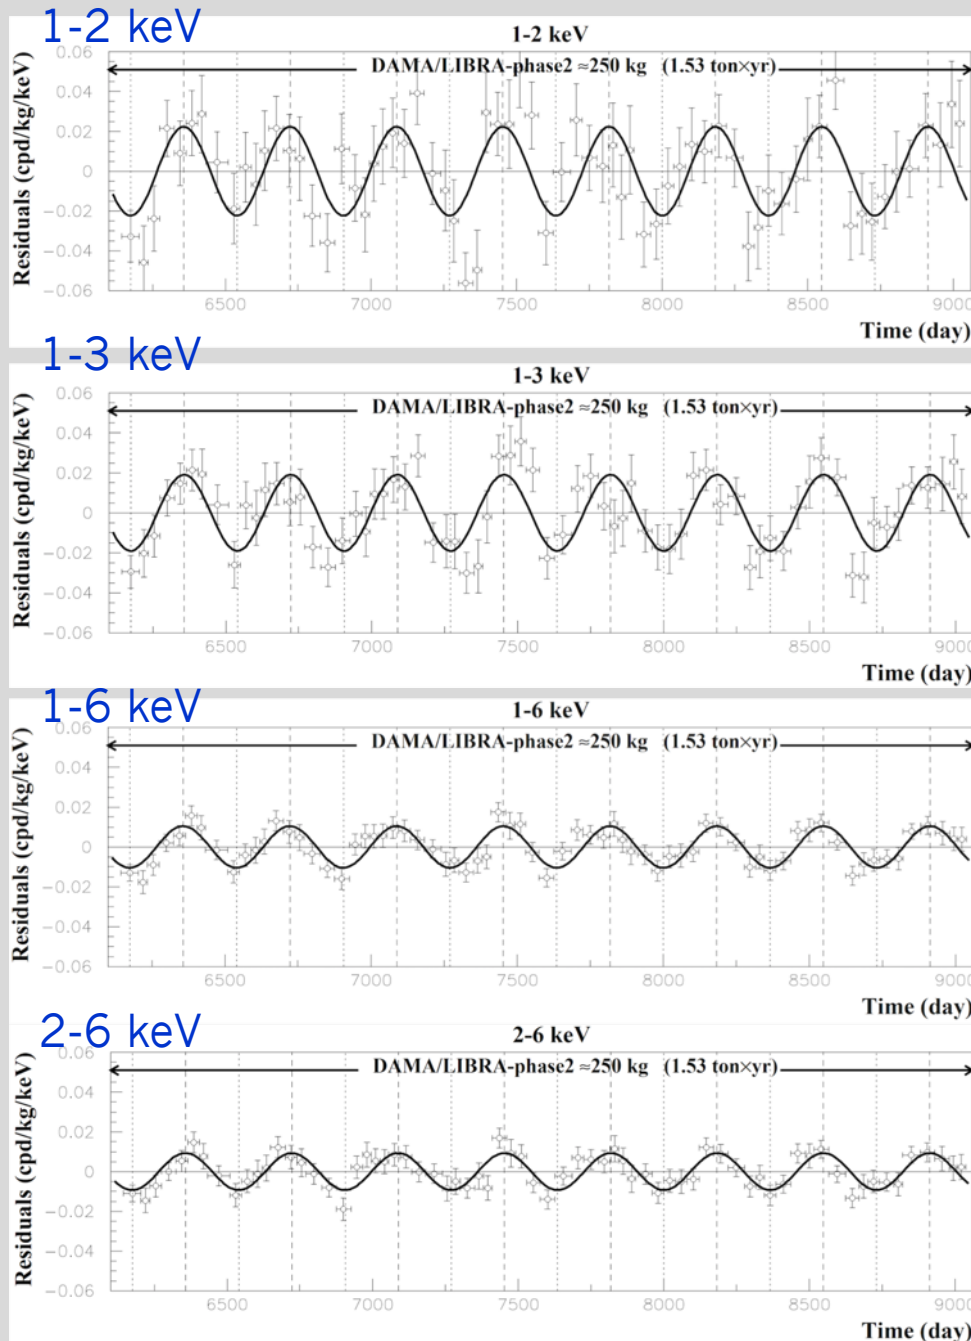 1-2 keV
1-2 keV
DAMA/LIBRA-phase2 ≈250 kg (1.53 ton×yr)
Residuals (cpd/kg/keV)
0.06
0.04
0.02
0
-0.02
-0.04
-0.06
6500 7000 7500 8000 8500 9000
Time (day)
1-3 keV
1-3 keV
DAMA/LIBRA-phase2 ≈250 kg (1.53 ton×yr)
Residuals (cpd/kg/keV)
0.06
0.04
0.02
0
-0.02
-0.04
-0.06
6500 7000 7500 8000 8500 9000
Time (day)
1-6 keV
1-6 keV
DAMA/LIBRA-phase2 ≈250 kg (1.53 ton×yr)
Residuals (cpd/kg/keV)
0.06
0.04
0.02
0
-0.02
-0.04
-0.06
6500 7000 7500 8000 8500 9000
Time (day)
2-6 keV
2-6 keV
DAMA/LIBRA-phase2 ≈250 kg (1.53 ton×yr)
Residuals (cpd/kg/keV)
0.06
0.04
0.02
0
-0.02
-0.04
-0.06
6500 7000 7500 8000 8500 9000
Time (day)